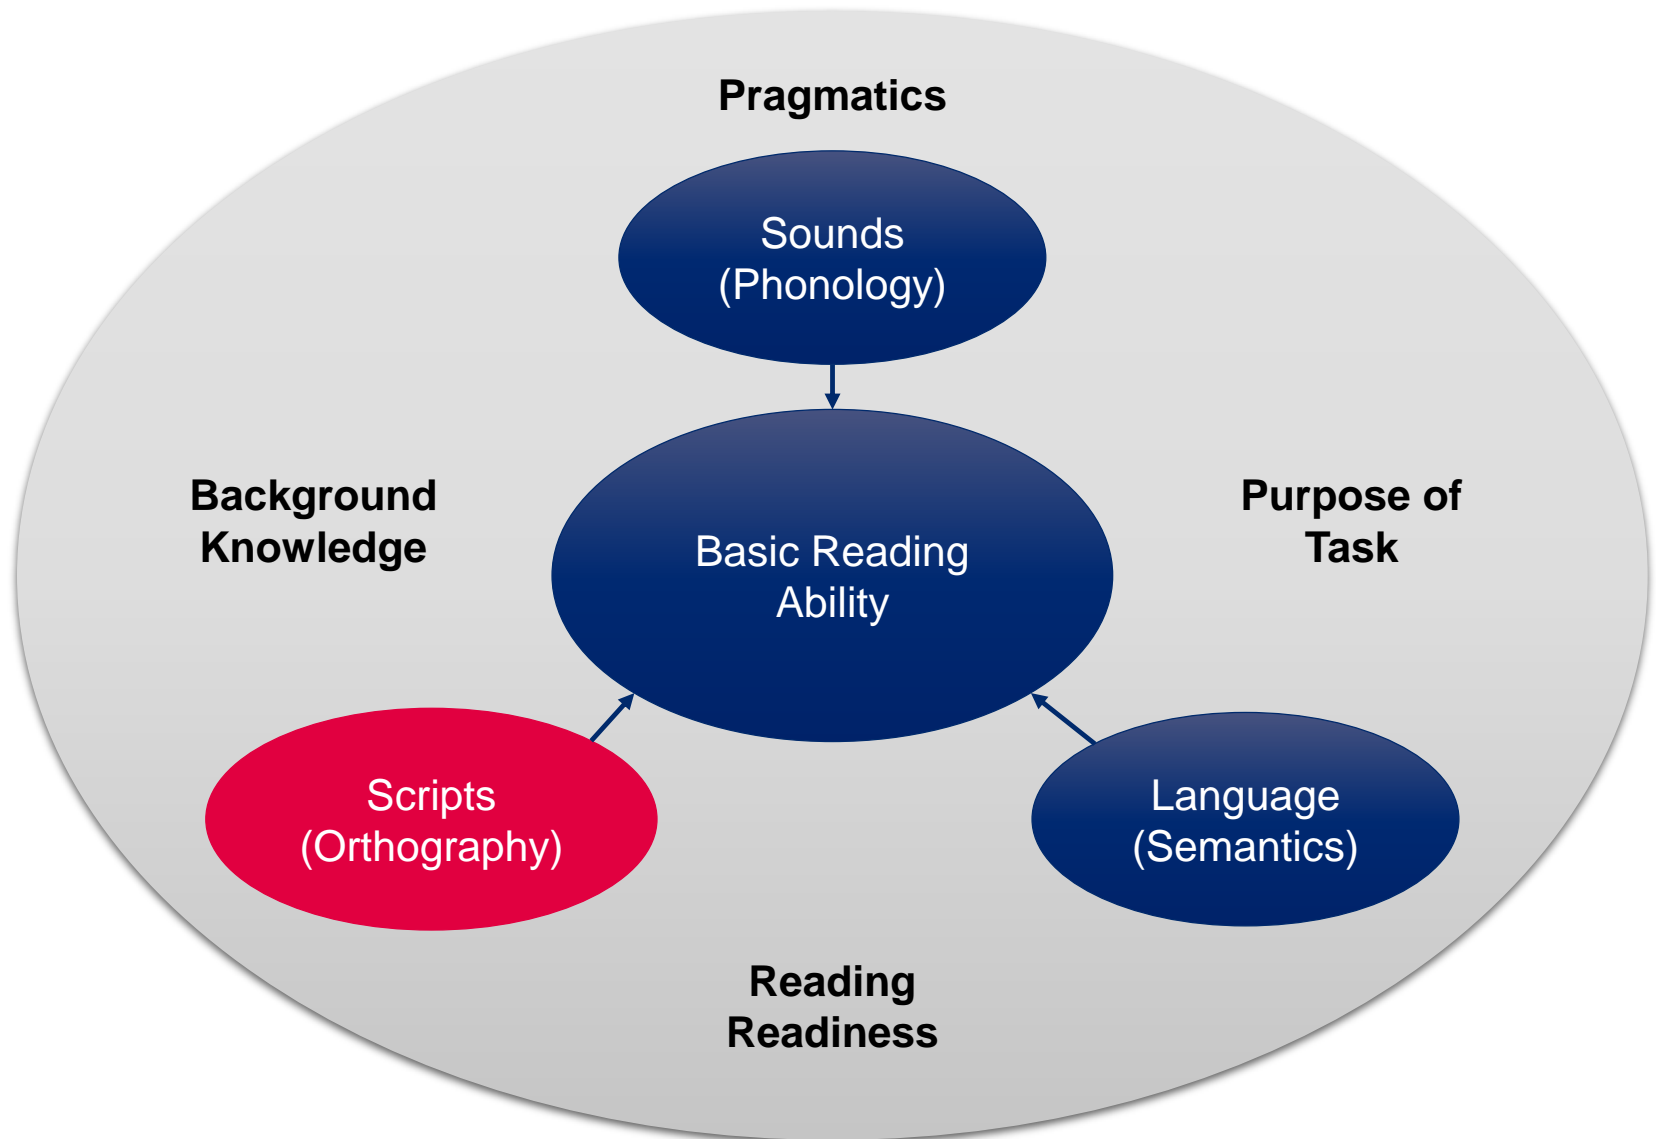 Pragmatics
Sounds
(Phonology)
Background
Knowledge
Basic Reading
Ability
Purpose of
Task
Scripts
(Orthography)
Language
(Semantics)
Reading
Readiness